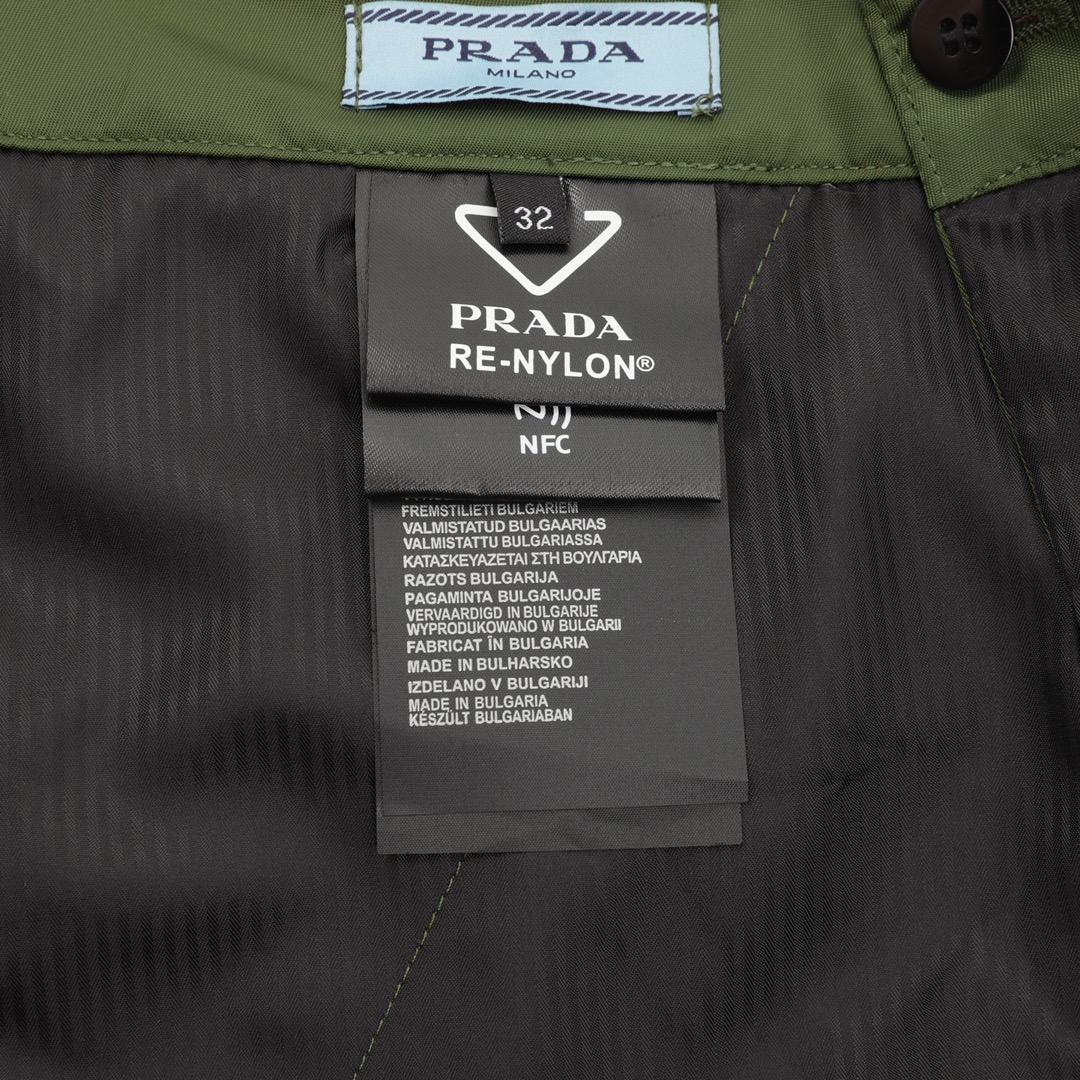 PRADA
MILANO
32
PRADA
RE-NYLON®
NFC
FREMSTILIETI BULGARIEM
VALMISTATUD BULGAARIAS
VALMISTATTU BULGARIASSA
ΚΑΤΑΣΚΕΥΑΖΕΤΑΙ ΣΤΗ ΒΟΥΛΓΑΡΙΑ
RAZOTS BULGARIJA
PAGAMINTA BULGARIJOJE
VERVAARDIGD IN BULGARIJE
WYPRODUKOWANO W BULGARII
FABRICAT ÎN BULGARIA
MADE IN BULHARSKO
IZDELANO V BULGARIJI
MADE IN BULGARIA
KÉSZÜLT BULGARIABAN